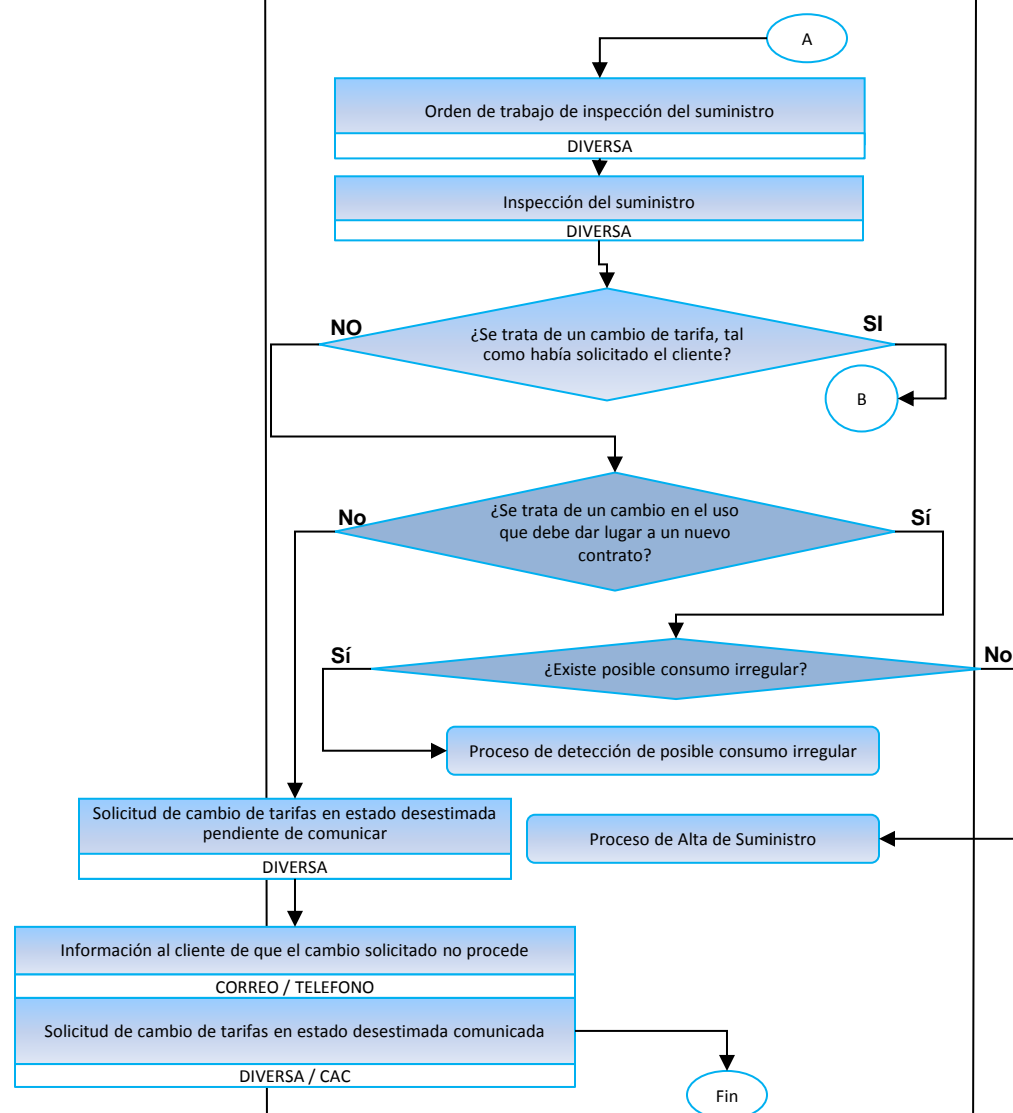 A
Orden de trabajo de inspección del suministro
DIVERSA
Inspección del suministro
DIVERSA
NO
¿Se trata de un cambio de tarifa, tal
como había solicitado el cliente?
SI
B
No
¿Se trata de un cambio en el uso
que debe dar lugar a un nuevo
contrato?
Sí
Sí
¿Existe posible consumo irregular?
No
Proceso de detección de posible consumo irregular
Solicitud de cambio de tarifas en estado desestimada
pendiente de comunicar
DIVERSA
Proceso de Alta de Suministro
Información al cliente de que el cambio solicitado no procede
CORREO / TELEFONO
Solicitud de cambio de tarifas en estado desestimada comunicada
DIVERSA / CAC
Fin